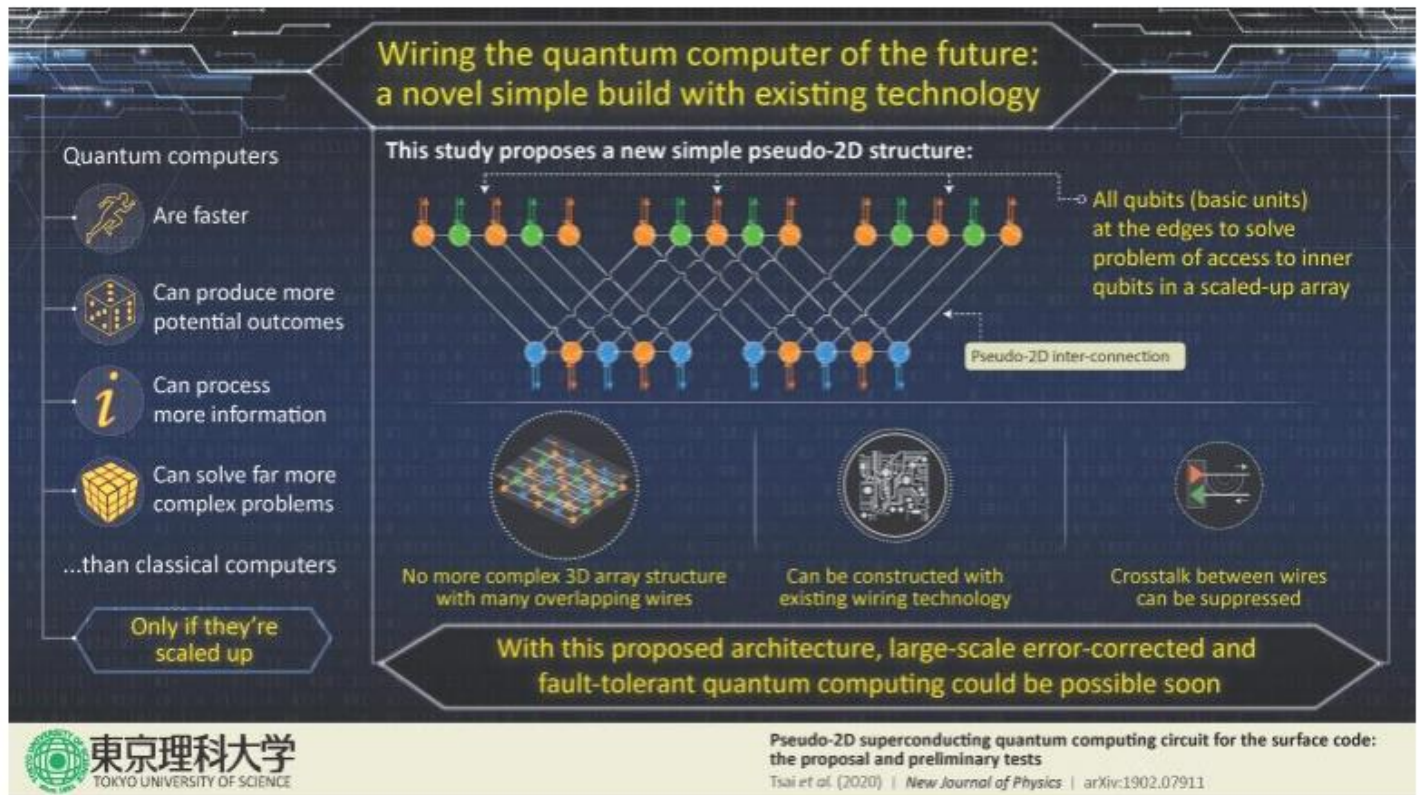 Wiring the quantum computer of the future:
a novel simple build with existing technology
Quantum computers
Are faster
Can produce more
potential outcomes
Can process
more information
Can solve far more
complex problems
...than classical computers
Only if they're
scaled up
This study proposes a new simple pseudo-2D structure:
All qubits (basic units)
at the edges to solve
problem of access to inner
qubits in a scaled-up array
Pseudo-2D inter-connection
No more complex 3D array structure
with many overlapping wires
Can be constructed with
existing wiring technology
Crosstalk between wires
can be suppressed
With this proposed architecture, large-scale error-corrected and
fault-tolerant quantum computing could be possible soon
東京理科大学
TOKYO UNIVERSITY OF SCIENCE
Pseudo-2D superconducting quantum computing circuit for the surface code:
the proposal and preliminary tests
Tsai et al. (2020) | New Journal of Physics | arXiv:1902.07911